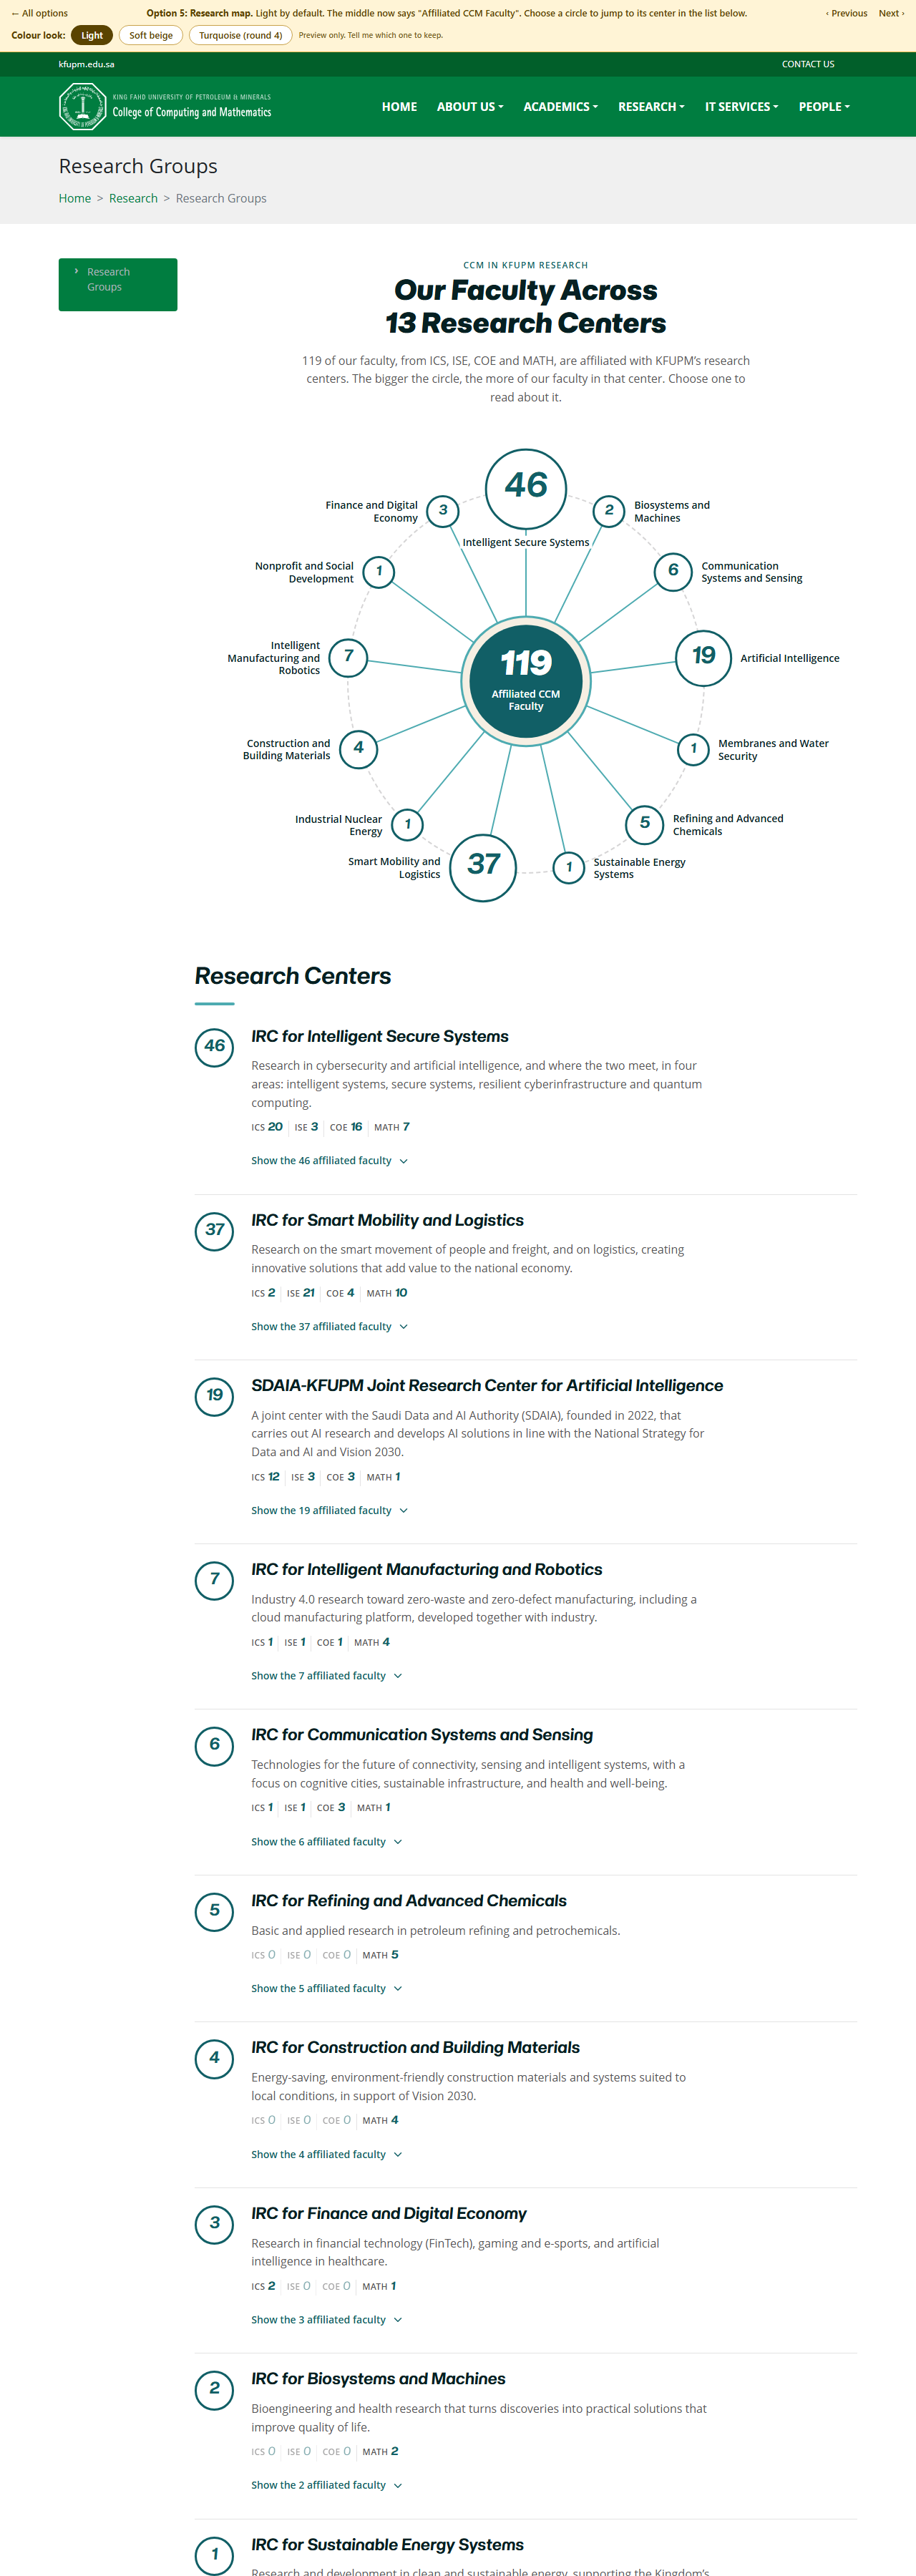 ← All options
Option 5: Research map. Light by default. The middle now says "Affiliated CCM Faculty". Choose a circle to jump to its center in the list below.
‹ Previous Next ›
Colour look: Light Soft beige Turquoise (round 4) Preview only. Tell me which one to keep.
kfupm.edu.sa
CONTACT US
KING FAHD UNIVERSITY OF PETROLEUM & MINERALS
College of Computing and Mathematics
HOME ABOUT US ACADEMICS RESEARCH IT SERVICES PEOPLE
Research Groups
Home > Research > Research Groups
› Research
Groups
CCM IN KFUPM RESEARCH
Our Faculty Across
13 Research Centers
119 of our faculty, from ICS, ISE, COE and MATH, are affiliated with KFUPM's research
centers. The bigger the circle, the more of our faculty in that center. Choose one to
read about it.
46
Intelligent Secure Systems
2
Biosystems and
Machines
6
Communication
Systems and Sensing
19
Artificial Intelligence
1
Membranes and Water
Security
5
Refining and Advanced
Chemicals
1
Sustainable Energy
Systems
37
Smart Mobility and
Logistics
1
Industrial Nuclear
Energy
4
Construction and
Building Materials
7
Intelligent
Manufacturing and
Robotics
1
Nonprofit and Social
Development
3
Finance and Digital
Economy
119
Affiliated CCM
Faculty
Research Centers
46
IRC for Intelligent Secure Systems
Research in cybersecurity and artificial intelligence, and where the two meet, in four
areas: intelligent systems, secure systems, resilient cyberinfrastructure and quantum
computing.
ICS 20 ISE 3 COE 16 MATH 7
Show the 46 affiliated faculty
37
IRC for Smart Mobility and Logistics
Research on the smart movement of people and freight, and on logistics, creating
innovative solutions that add value to the national economy.
ICS 2 ISE 21 COE 4 MATH 10
Show the 37 affiliated faculty
19
SDAIA-KFUPM Joint Research Center for Artificial Intelligence
A joint center with the Saudi Data and AI Authority (SDAIA), founded in 2022, that
carries out AI research and develops AI solutions in line with the National Strategy for
Data and AI and Vision 2030.
ICS 12 ISE 3 COE 3 MATH 1
Show the 19 affiliated faculty
7
IRC for Intelligent Manufacturing and Robotics
Industry 4.0 research toward zero-waste and zero-defect manufacturing, including a
cloud manufacturing platform, developed together with industry.
ICS 1 ISE 1 COE 1 MATH 4
Show the 7 affiliated faculty
6
IRC for Communication Systems and Sensing
Technologies for the future of connectivity, sensing and intelligent systems, with a
focus on cognitive cities, sustainable infrastructure, and health and well-being.
ICS 1 ISE 1 COE 3 MATH 1
Show the 6 affiliated faculty
5
IRC for Refining and Advanced Chemicals
Basic and applied research in petroleum refining and petrochemicals.
ICS 0 ISE 0 COE 0 MATH 5
Show the 5 affiliated faculty
4
IRC for Construction and Building Materials
Energy-saving, environment-friendly construction materials and systems suited to
local conditions, in support of Vision 2030.
ICS 0 ISE 0 COE 0 MATH 4
Show the 4 affiliated faculty
3
IRC for Finance and Digital Economy
Research in financial technology (FinTech), gaming and e-sports, and artificial
intelligence in healthcare.
ICS 2 ISE 0 COE 0 MATH 1
Show the 3 affiliated faculty
2
IRC for Biosystems and Machines
Bioengineering and health research that turns discoveries into practical solutions that
improve quality of life.
ICS 0 ISE 0 COE 0 MATH 2
Show the 2 affiliated faculty
1
IRC for Sustainable Energy Systems
Research and development in clean and sustainable energy, supporting the Kingdom's